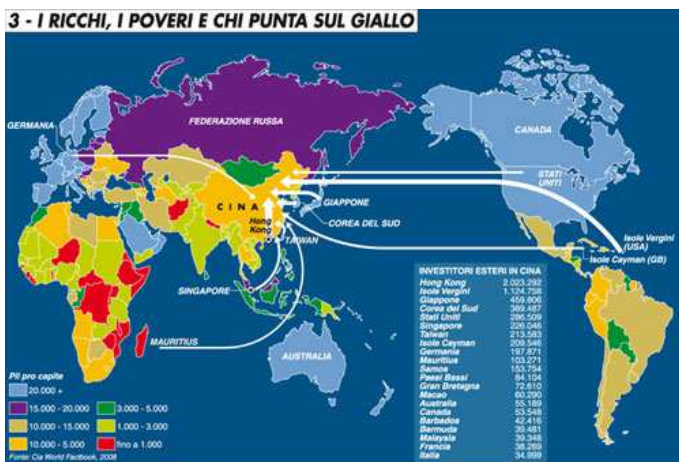 3 - I RICCHI, I POVERI E CHI PUNTA SUL GIALLO
GERMANIA
FEDERAZIONE RUSSA
CANADA
STATI
UNITI
CINA
GIAPPONE
COREA DEL SUD
Hong
Kong
TAIWAN
Isole Vergini
(USA)
Isole Cayman (GB)
SINGAPORE
MAURITIUS
AUSTRALIA
INVESTITORI ESTERI IN CINA
Hong Kong 2.023.292
Isole Vergini 1.124.758
Giappone 459.806
Corea del Sud 389.487
Stati Uniti 286.509
Singapore 226.046
Taiwan 213.583
Isole Cayman 209.546
Germania 197.871
Mauritius 103.271
Samoa 153.754
Paesi Bassi 84.104
Gran Bretagna 72.610
Macao 60.290
Australia 55.189
Canada 53.548
Barbados 42.416
Bermuda 39.481
Malaysia 39.348
Francia 38.269
Italia 34.999
Pil pro capite
20.000 +
15.000 - 20.000
10.000 - 15.000
10.000 - 5.000
3.000 - 5.000
1.000 - 3.000
fino a 1.000
Fonte: Cia World Factbook, 2008